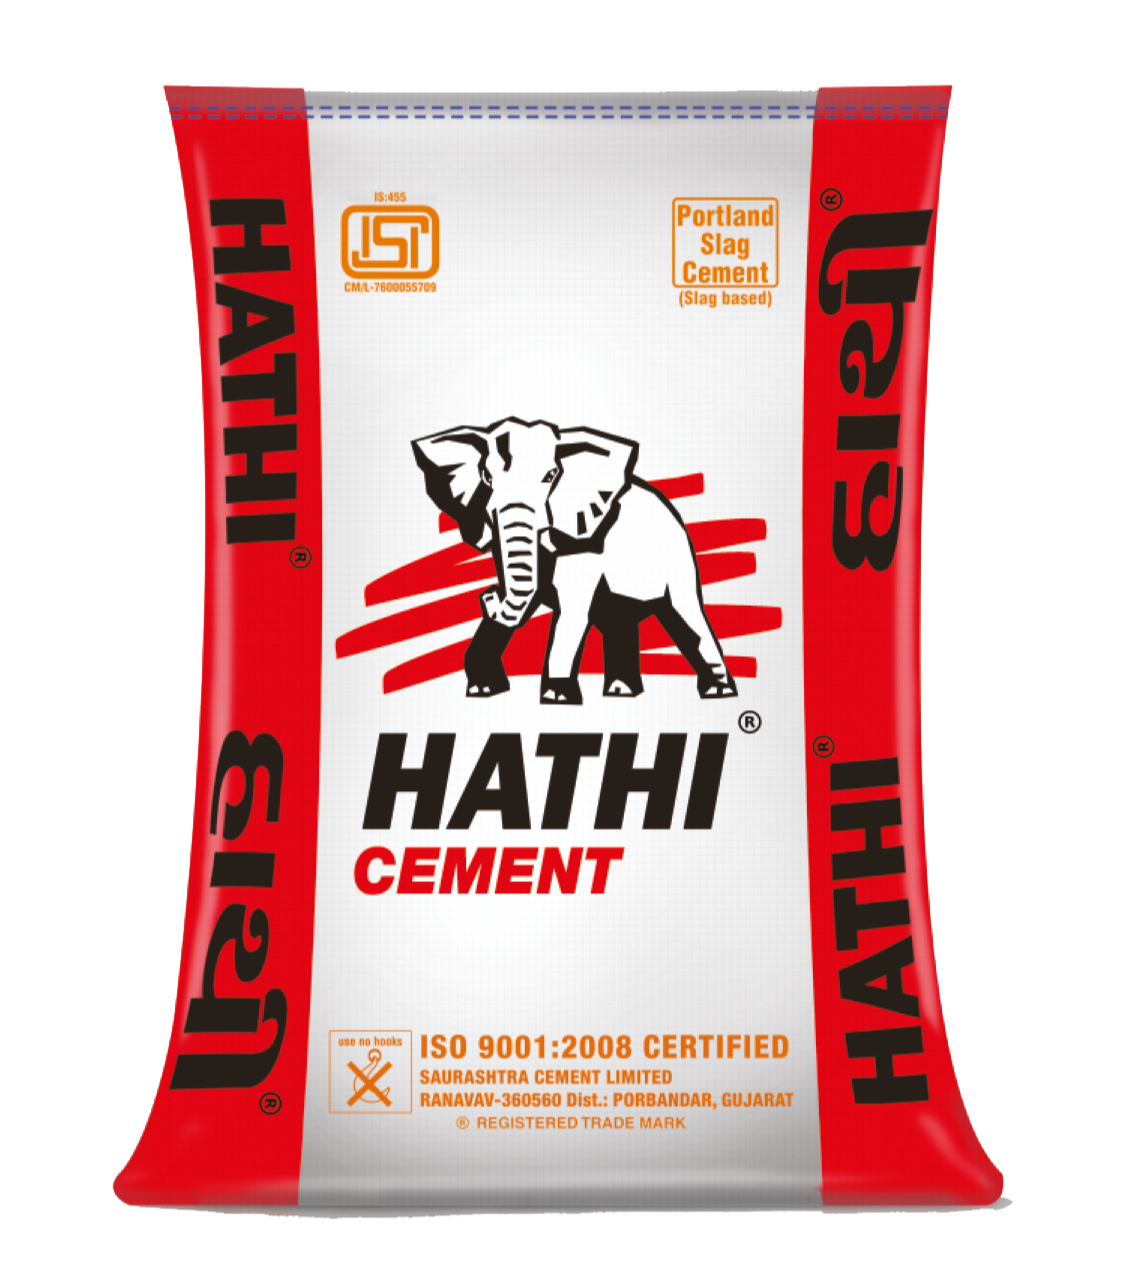 IS:455
ISI
CM/L-7600055709
Portland
Slag
Cement
(Slag based)
HATHI ®
હાથી ®
HATHI ®
CEMENT
હાથી ®
HATHI ®
use no hooks
ISO 9001:2008 CERTIFIED
SAURASHTRA CEMENT LIMITED
RANAVAV-360560 Dist.: PORBANDAR, GUJARAT
® REGISTERED TRADE MARK